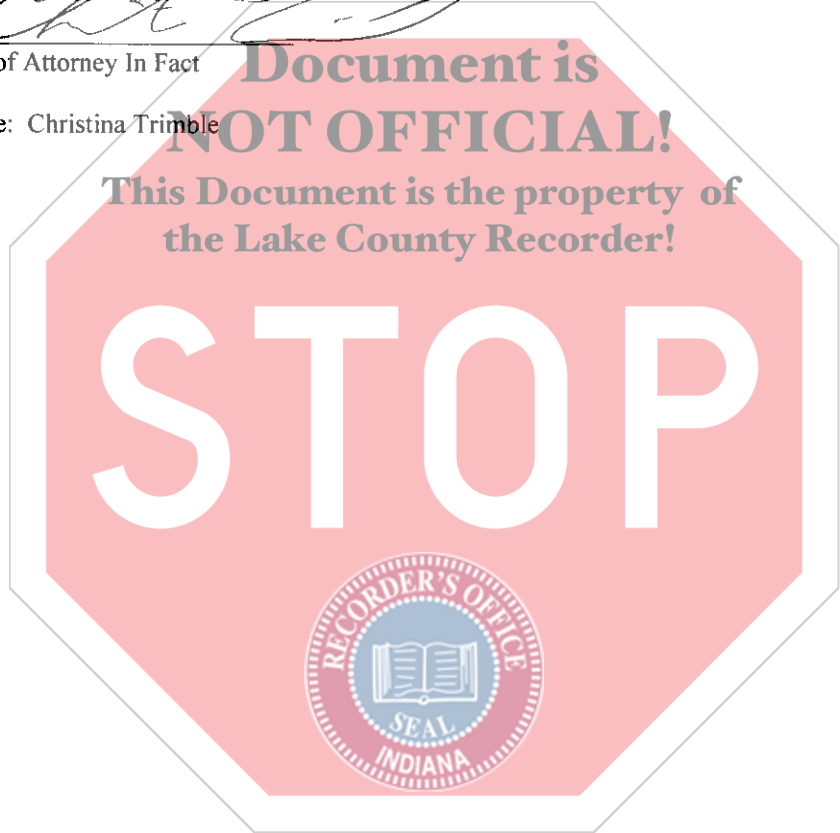 of Attorney In Fact
e: Christina Trimble
Document is
NOT OFFICIAL!
This Document is the property of
the Lake County Recorder!
STOP
RECORDER'S OFFICE
SEAL
INDIANA